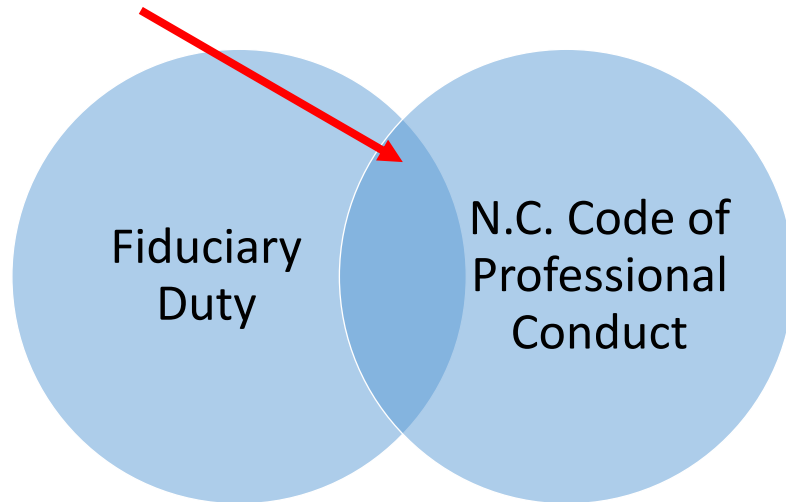 Fiduciary
Duty
N.C. Code of
Professional
Conduct